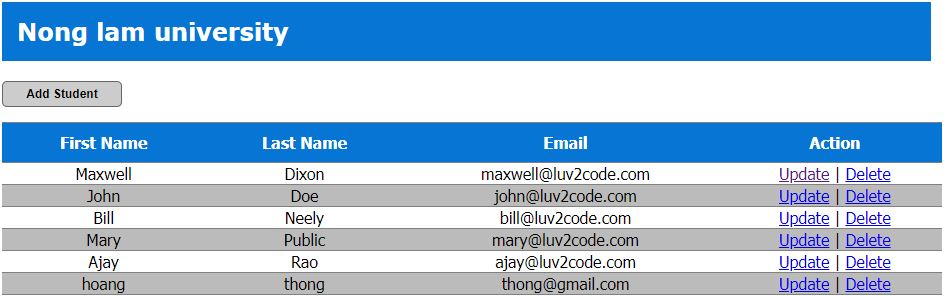 Nong lam university
Add Student
First Name Last Name Email Action
Maxwell Dixon maxwell@luv2code.com Update | Delete
John Doe john@luv2code.com Update | Delete
Bill Neely bill@luv2code.com Update | Delete
Mary Public mary@luv2code.com Update | Delete
Ajay Rao ajay@luv2code.com Update | Delete
hoang thong thong@gmail.com Update | Delete